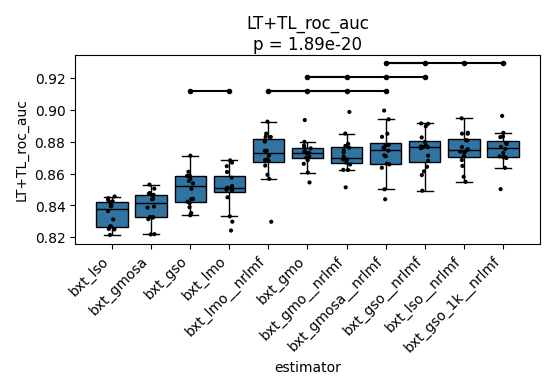 LT+TL_roc_auc
p = 1.89e-20
LT+TL_roc_auc
0.92
0.90
0.88
0.86
0.84
0.82
bxt_lso
bxt_gmosa
bxt_gso
bxt_lmo
bxt_lmo__nrlmf
bxt_gmo
bxt_gmo__nrlmf
bxt_gmosa__nrlmf
bxt_gso__nrlmf
bxt_lso__nrlmf
bxt_gso_1k__nrlmf
estimator